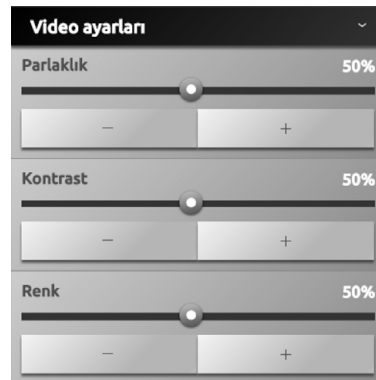 Video ayarları
Parlaklık 50%
− +
Kontrast 50%
− +
Renk 50%
− +